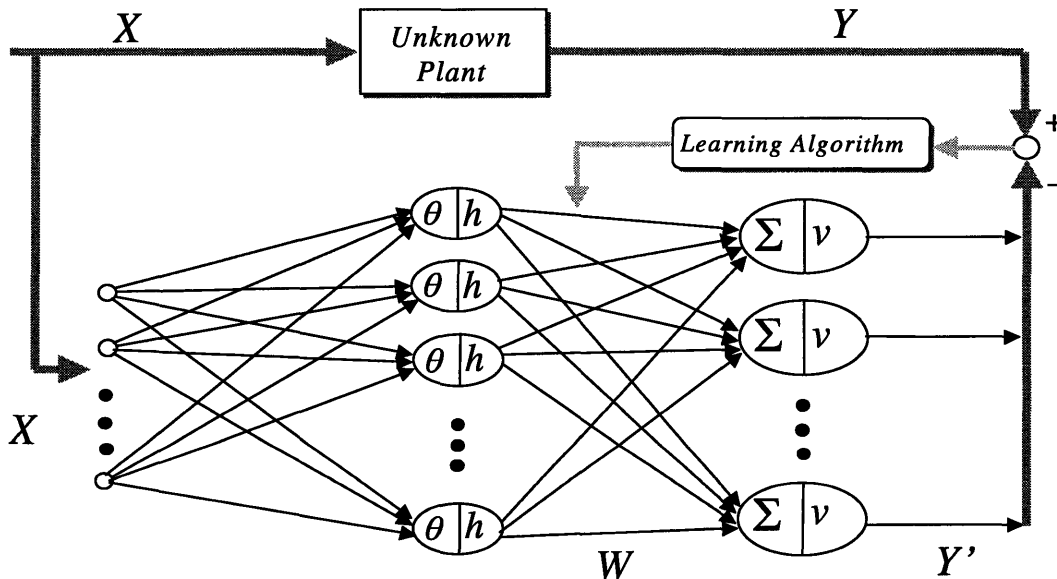 X
Unknown
Plant
Y
+
Learning Algorithm
−
θ h
Σ v
θ h
Σ v
θ h
X
θ h
Σ v
W
Y'